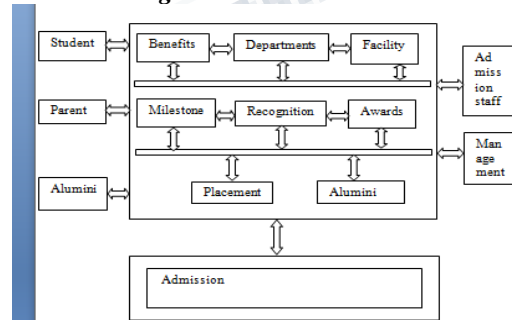 Student
Benefits
Departments
Facility
Ad
miss
ion
staff
Parent
Milestone
Recognition
Awards
Man
age
ment
Alumini
Placement
Alumini
Admission